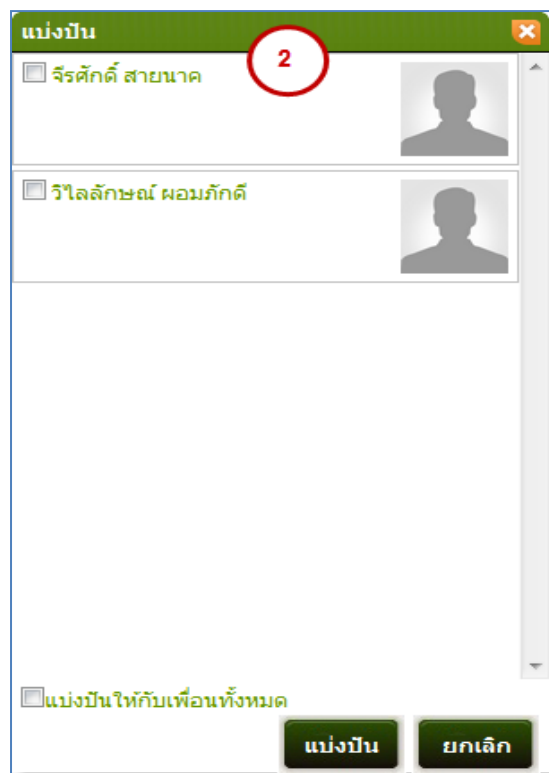 แบ่งปัน
2
จีรศักดิ์ สายนาค
วิไลลักษณ์ ผอมภักดี
แบ่งปันให้กับเพื่อนทั้งหมด
แบ่งปัน ยกเลิก